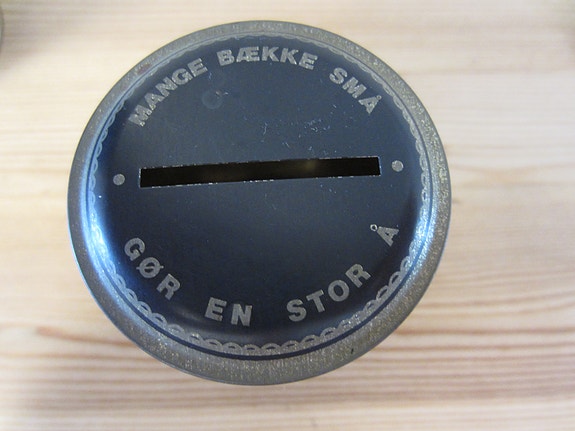 MANGE BÆKKE SMÅ
GØR EN STOR Å